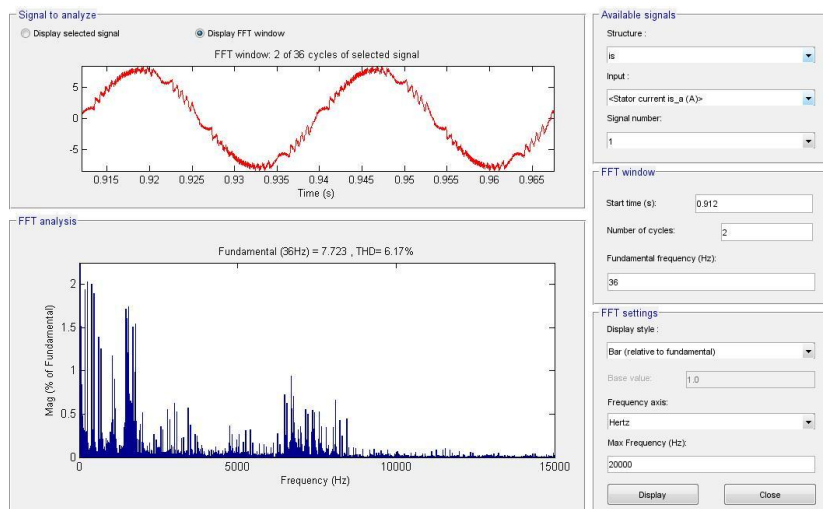 Signal to analyze
Display selected signal
Display FFT window
FFT window: 2 of 36 cycles of selected signal
5
0
-5
0.915 0.92 0.925 0.93 0.935 0.94 0.945 0.95 0.955 0.96 0.965
Time (s)
FFT analysis
Fundamental (36Hz) = 7.723 , THD= 6.17%
Mag (% of Fundamental)
2
1.5
1
0.5
0
0 5000 10000 15000
Frequency (Hz)
Available signals
Structure :
is
Input :
<Stator current is_a (A)>
Signal number:
1
FFT window
Start time (s): 0.912
Number of cycles: 2
Fundamental frequency (Hz):
36
FFT settings
Display style :
Bar (relative to fundamental)
Base value: 1.0
Frequency axis:
Hertz
Max Frequency (Hz):
20000
Display Close